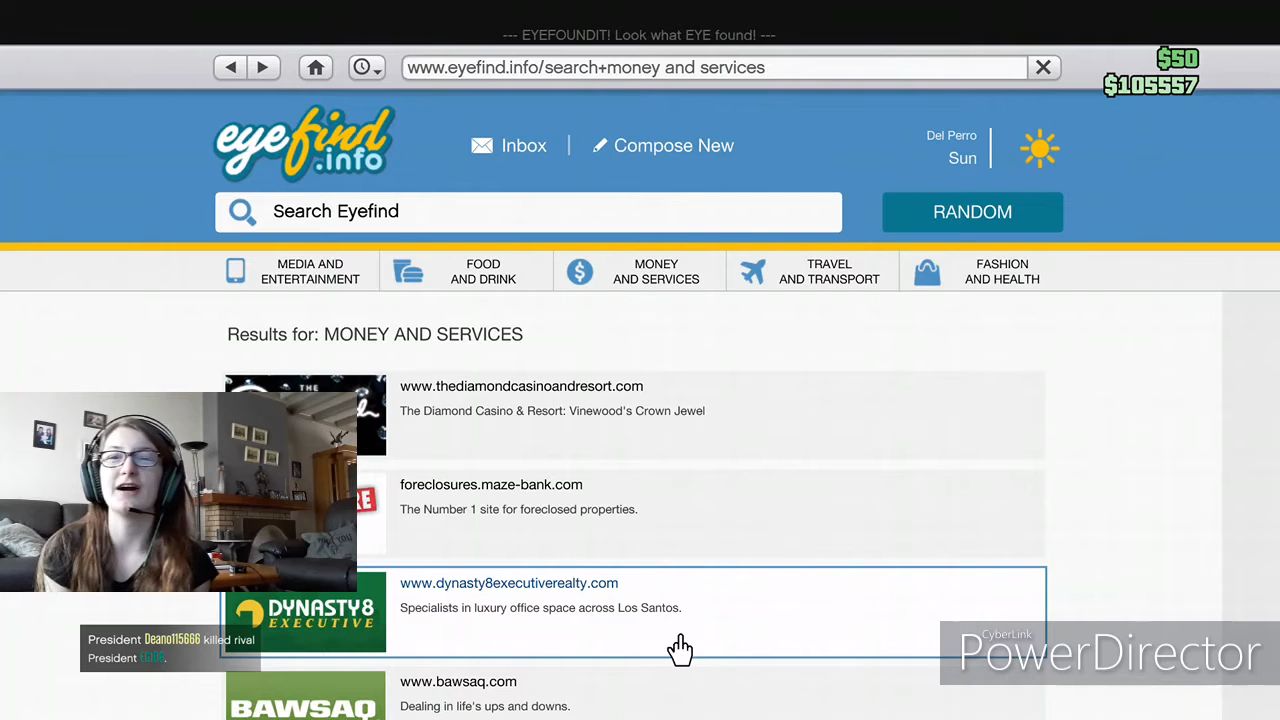 --- EYEFOUNDIT! Look what EYE found! ---
www.eyefind.info/search+money and services
$50
$105557
eyefind.info
Inbox
Compose New
Del Perro
Sun
Search Eyefind
RANDOM
MEDIA AND ENTERTAINMENT
FOOD AND DRINK
MONEY AND SERVICES
TRAVEL AND TRANSPORT
FASHION AND HEALTH
Results for: MONEY AND SERVICES
THE
www.thediamondcasinoandresort.com
The Diamond Casino & Resort: Vinewood's Crown Jewel
foreclosures.maze-bank.com
The Number 1 site for foreclosed properties.
www.dynasty8executiverealty.com
Specialists in luxury office space across Los Santos.
DYNASTY8
EXECUTIVE
President Deano115666 killed rival
President
www.bawsaq.com
Dealing in life's ups and downs.
BAWSAQ
CyberLink
PowerDirector